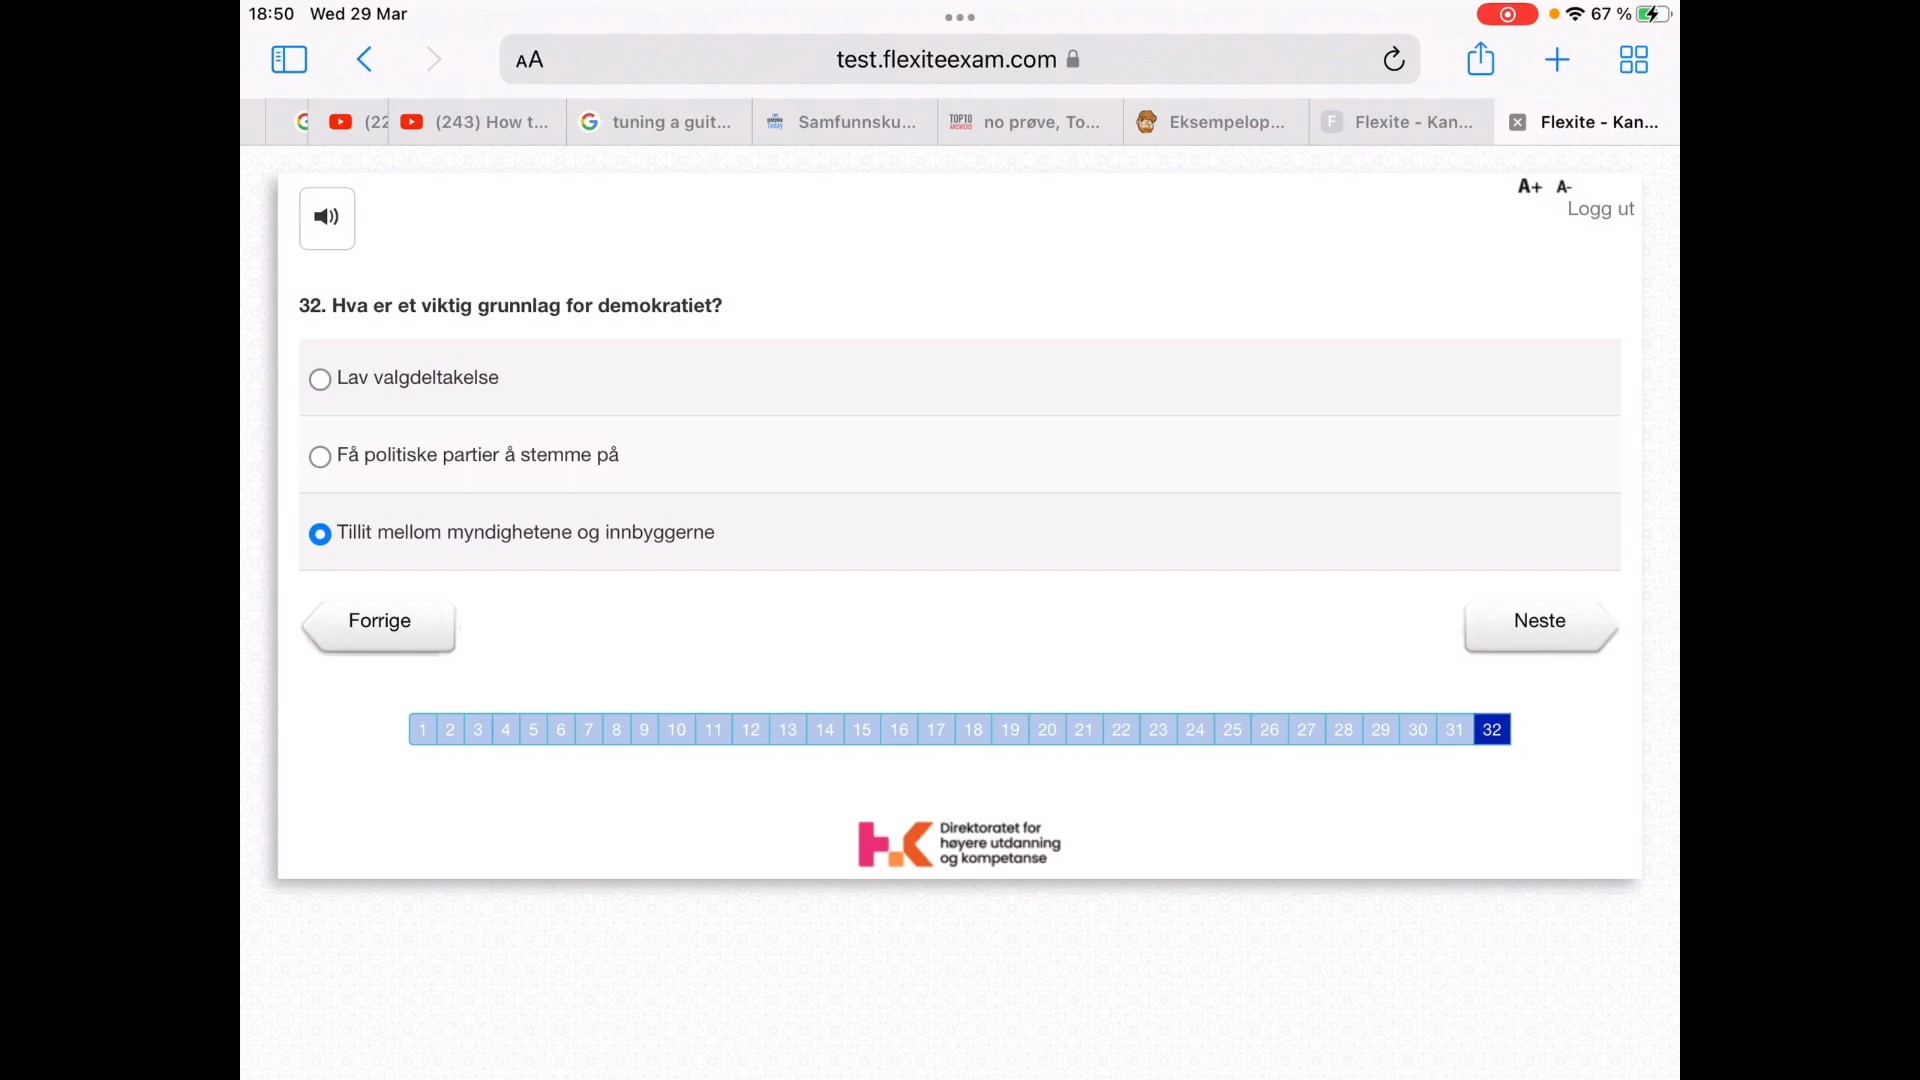 18:50 Wed 29 Mar
67 %
AA
test.flexiteexam.com
(22
(243) How t...
tuning a guit...
Samfunnsku...
TOP10 ANSWERS
no prøve, To...
Eksempelop...
F
Flexite - Kan...
Flexite - Kan...
A+ A-
Logg ut
32. Hva er et viktig grunnlag for demokratiet?
Lav valgdeltakelse
Få politiske partier å stemme på
Tillit mellom myndighetene og innbyggerne
Forrige
Neste
1 2 3 4 5 6 7 8 9 10 11 12 13 14 15 16 17 18 19 20 21 22 23 24 25 26 27 28 29 30 31 32
Direktoratet for
høyere utdanning
og kompetanse